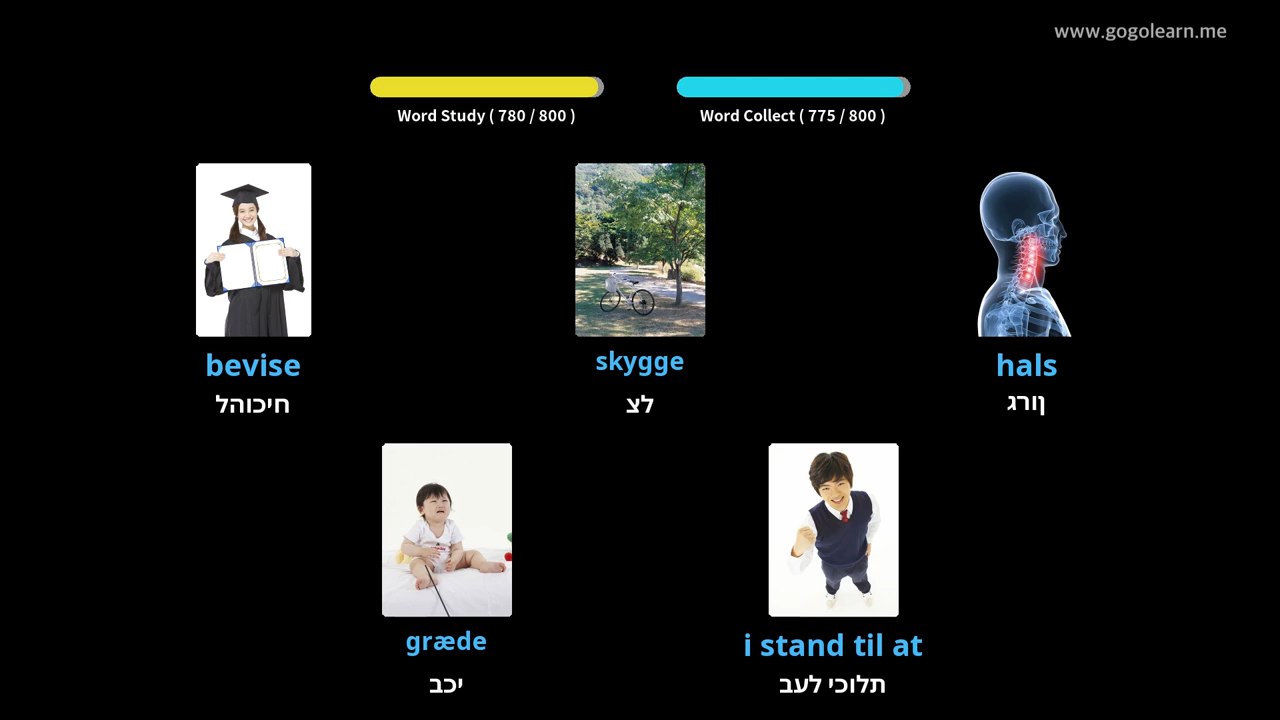 www.gogolearn.me
Word Study ( 780 / 800 )
Word Collect ( 775 / 800 )
bevise
חיכוהל
skygge
לצ
hals
ןורג
græde
יכב
i stand til at
תלוכי לעב